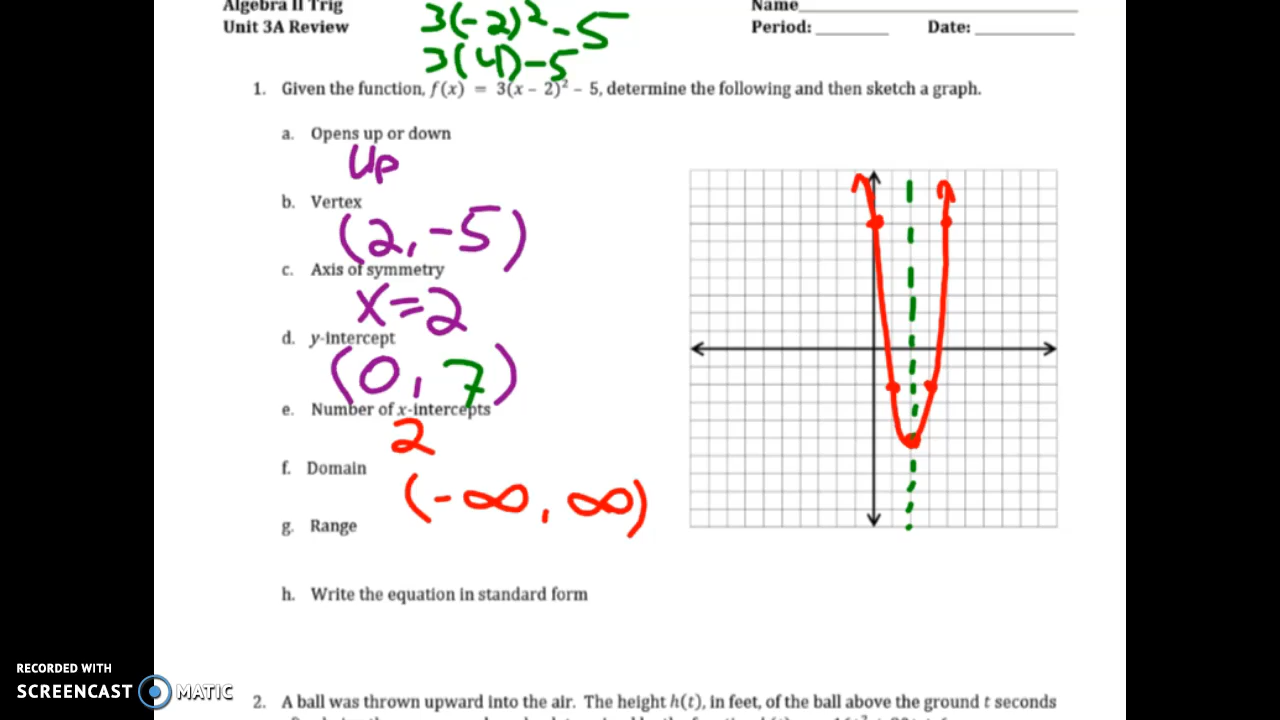 Algebra II Trig
Name
Unit 3A Review
Period: Date:
3(-2)² - 5
3(4) - 5
1. Given the function, f(x) = 3(x – 2)² – 5, determine the following and then sketch a graph.
a. Opens up or down
Up
b. Vertex
(2, -5)
c. Axis of symmetry
x=2
d. y-intercept
(0, 7)
e. Number of x-intercepts
2
f. Domain
(-∞, ∞)
g. Range
h. Write the equation in standard form
2. A ball was thrown upward into the air. The height h(t), in feet, of the ball above the ground t seconds
RECORDED WITH
SCREENCAST MATIC